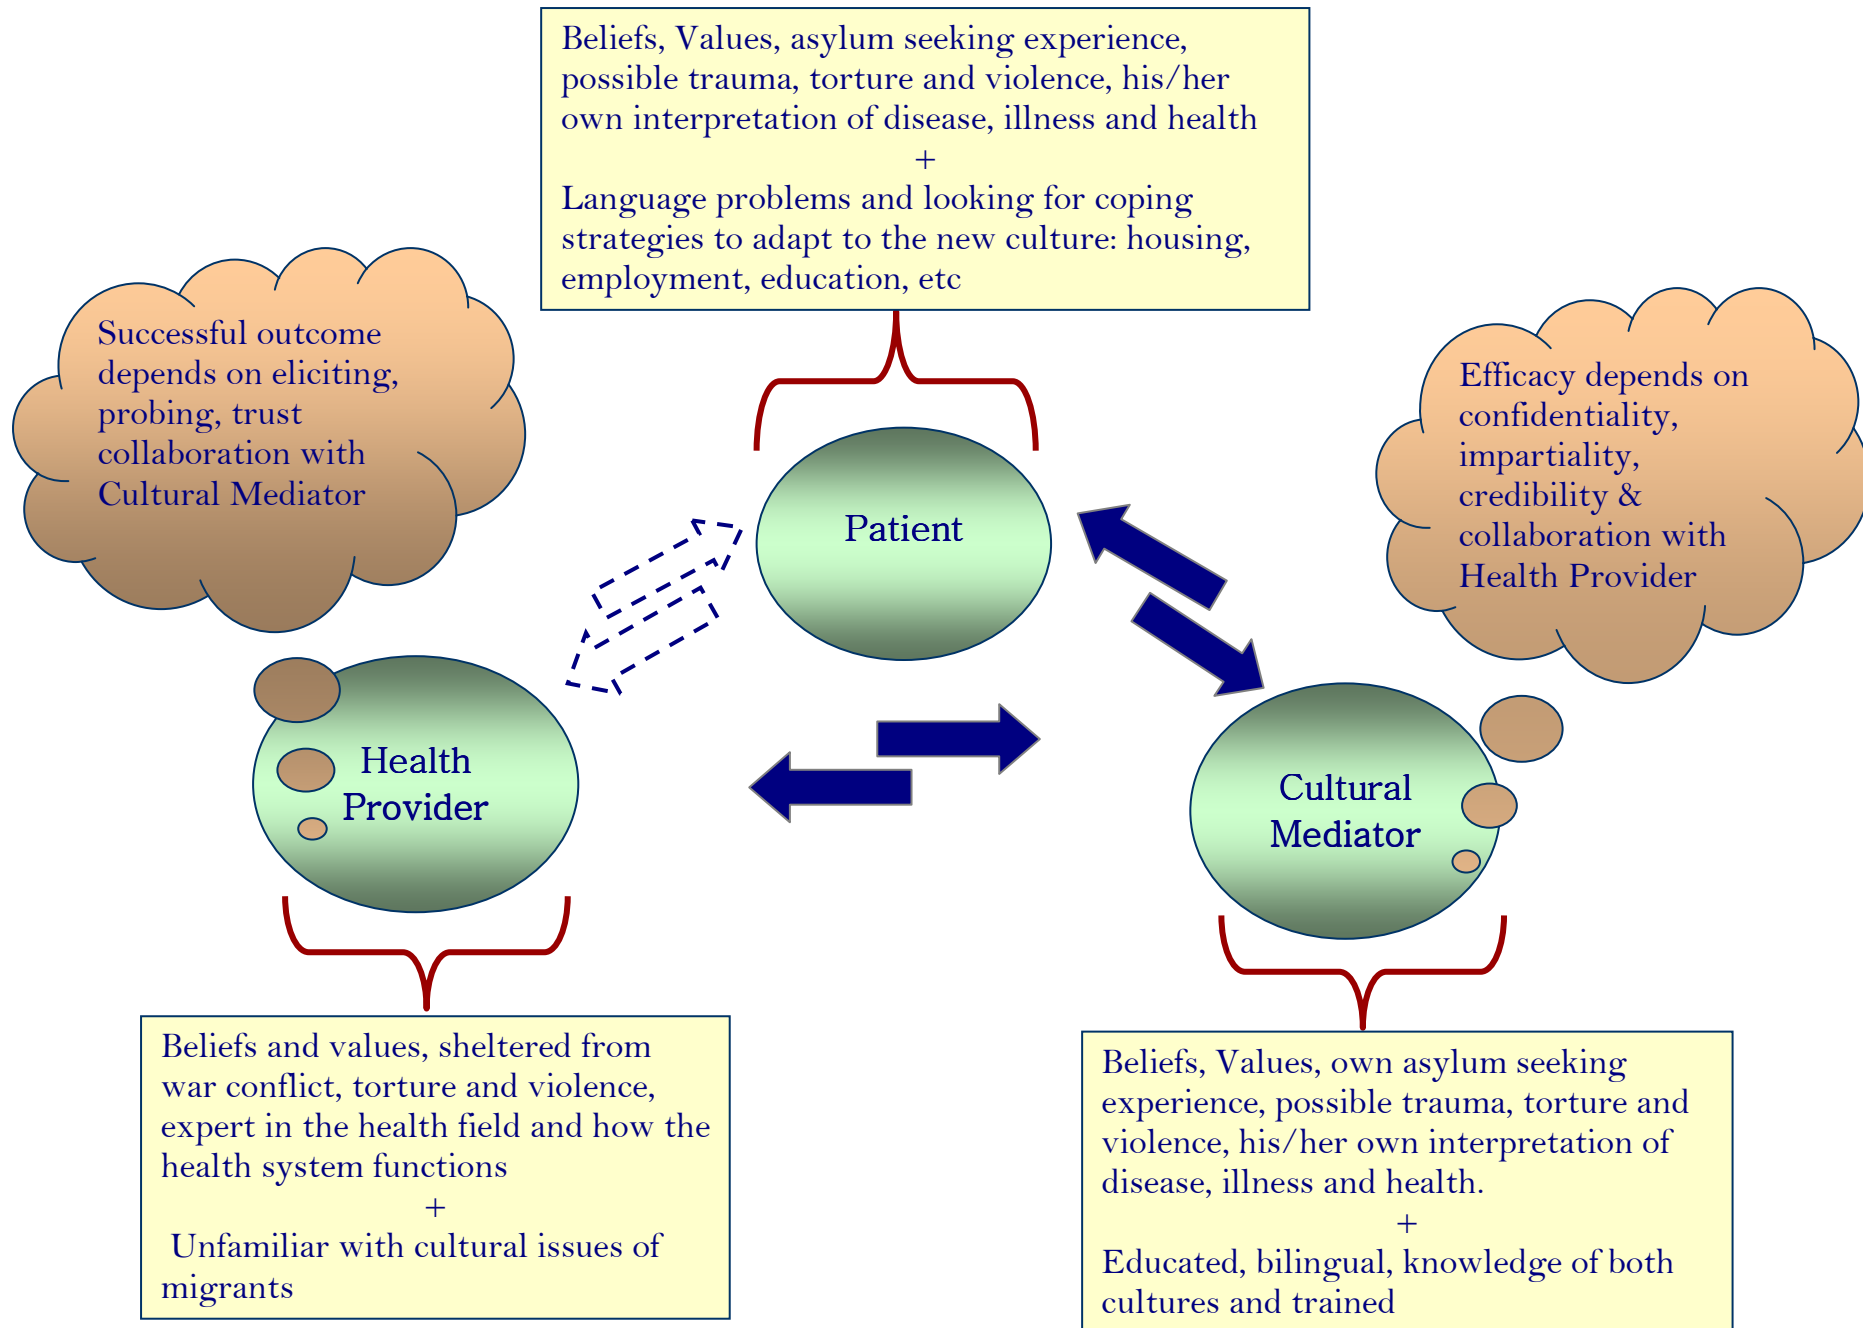 Beliefs, Values, asylum seeking experience,
possible trauma, torture and violence, his/her
own interpretation of disease, illness and health
+
Language problems and looking for coping
strategies to adapt to the new culture: housing,
employment, education, etc
Successful outcome
depends on eliciting,
probing, trust
collaboration with
Cultural Mediator
Efficacy depends on
confidentiality,
impartiality,
credibility &
collaboration with
Health Provider
Patient
Health
Provider
Cultural
Mediator
Beliefs and values, sheltered from
war conflict, torture and violence,
expert in the health field and how the
health system functions
+
Unfamiliar with cultural issues of
migrants
Beliefs, Values, own asylum seeking
experience, possible trauma, torture and
violence, his/her own interpretation of
disease, illness and health.
+
Educated, bilingual, knowledge of both
cultures and trained